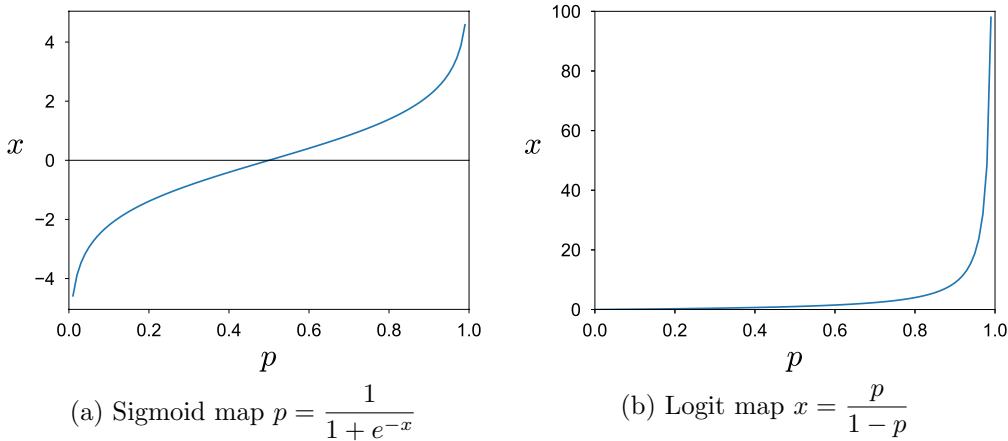 4
2
0
−2
−4
x
0.0 0.2 0.4 0.6 0.8 1.0
p
(a) Sigmoid map p = 1 / (1 + e^{−x})
100
80
60
40
20
0
x
0.0 0.2 0.4 0.6 0.8 1.0
p
(b) Logit map x = p / (1 − p)